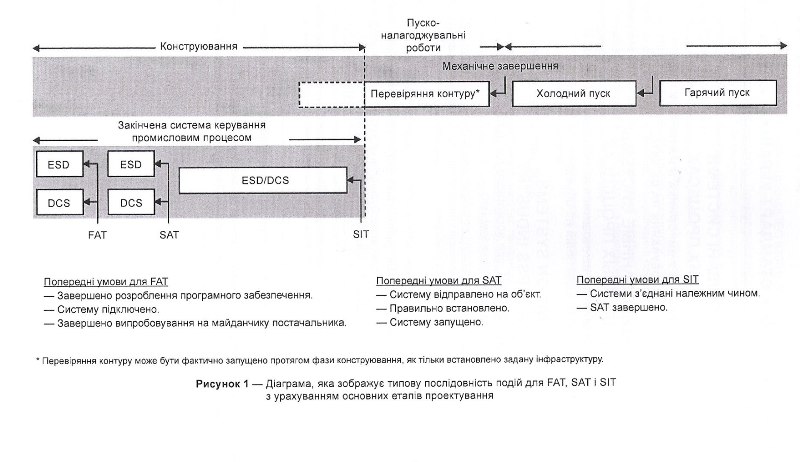 Пуско-
налагоджувальні
роботи
Конструювання
Механічне завершення
Перевіряння контуру*
Холодний пуск
Гарячий пуск
Закінчена система керування
промисловим процесом
ESD
ESD
ESD/DCS
DCS
DCS
FAT
SAT
SIT
Попередні умови для FAT
— Завершено розроблення програмного забезпечення.
— Систему підключено.
— Завершено випробовування на майданчику постачальника.
Попередні умови для SAT
— Систему відправлено на об’єкт.
— Правильно встановлено.
— Систему запущено.
Попередні умови для SIT
— Системи з’єднані належним чином.
— SAT завершено.
* Перевіряння контуру може бути фактично запущено протягом фази конструювання, як тільки встановлено задану інфраструктуру.
Рисунок 1 — Діаграма, яка зображує типову послідовність подій для FAT, SAT і SIT
з урахуванням основних етапів проектування